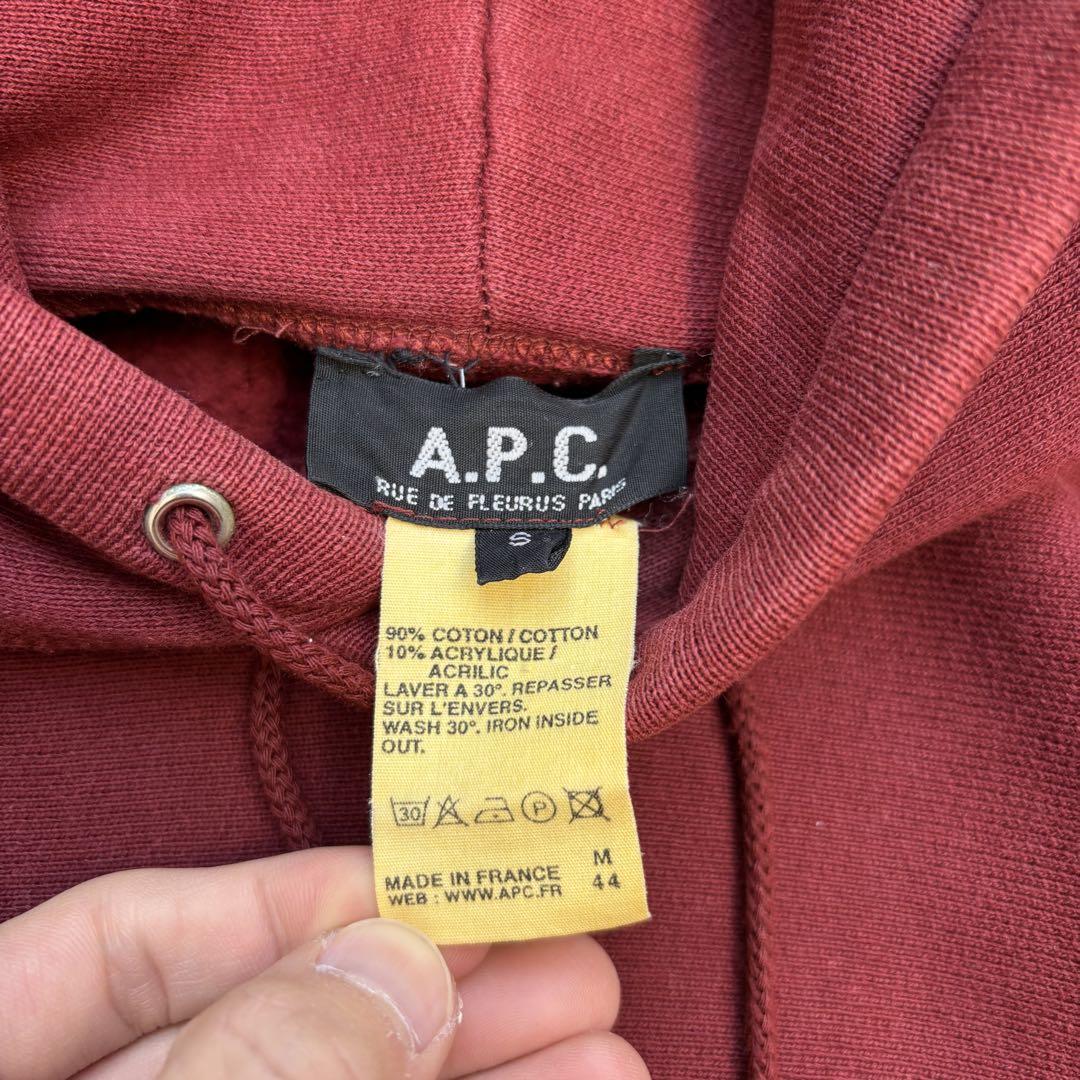 A.P.C.
RUE DE FLEURUS PARIS
S
90% COTON / COTTON
10% ACRYLIQUE /
ACRILIC
LAVER A 30°. REPASSER
SUR L'ENVERS.
WASH 30°. IRON INSIDE
OUT.
30 P
M
MADE IN FRANCE 44
WEB : WWW.APC.FR